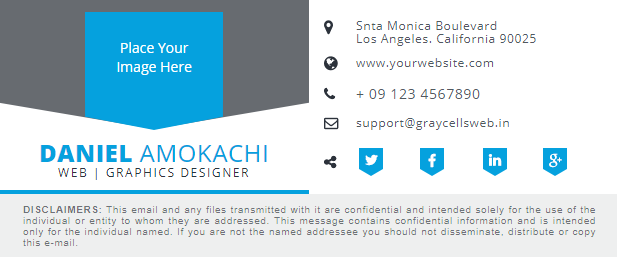 Place Your
Image Here
DANIEL AMOKACHI
WEB | GRAPHICS DESIGNER
Snta Monica Boulevard
Los Angeles. California 90025
www.yourwebsite.com
+ 09 123 4567890
support@graycellsweb.in
f
in
g+
DISCLAIMERS: This email and any files transmitted with it are confidential and intended solely for the use of the
individual or entity to whom they are addressed. This message contains confidential information and is intended
only for the individual named. If you are not the named addressee you should not disseminate, distribute or copy
this e-mail.